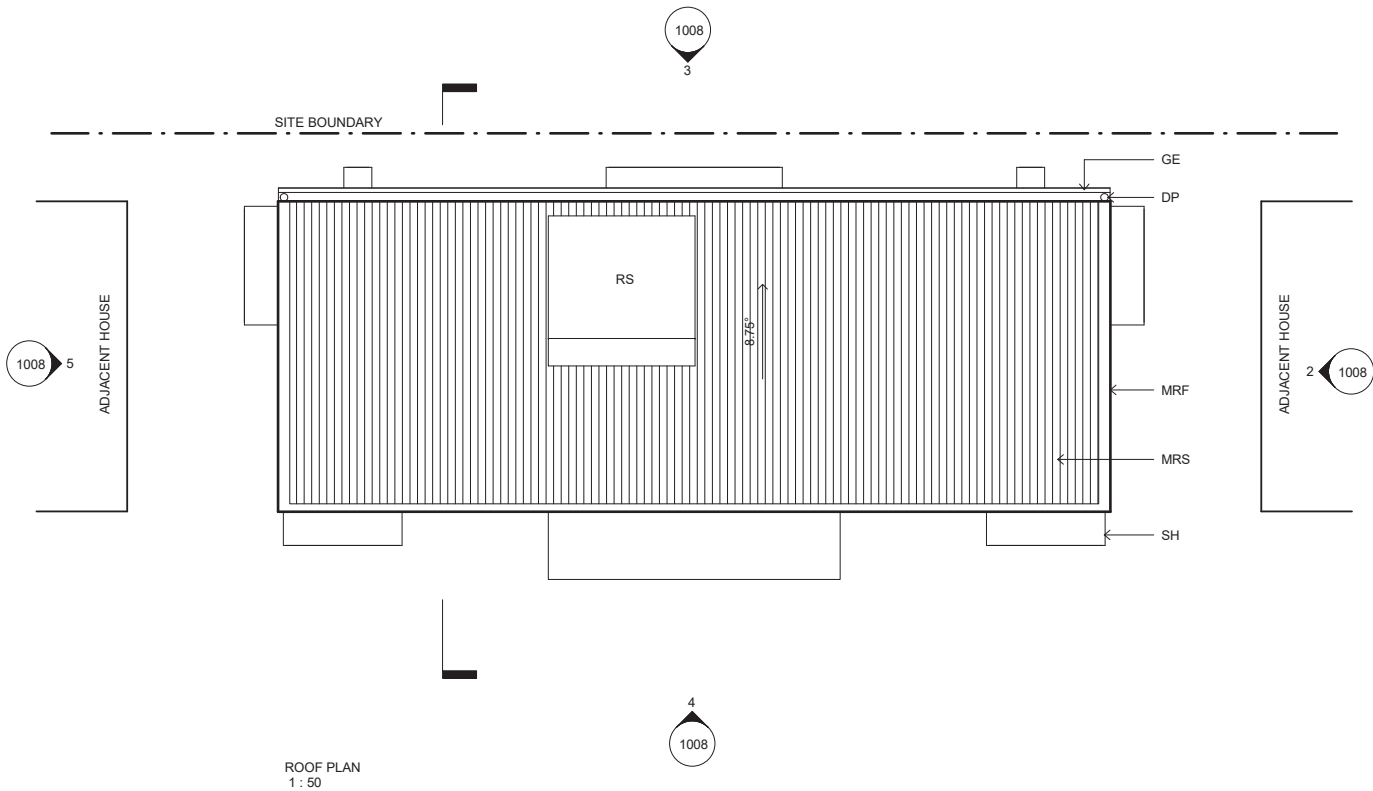 1008
3
SITE BOUNDARY
GE
DP
RS
8.75°
ADJACENT HOUSE
ADJACENT HOUSE
1008 5
2 1008
MRF
MRS
SH
4
1008
ROOF PLAN
1 : 50